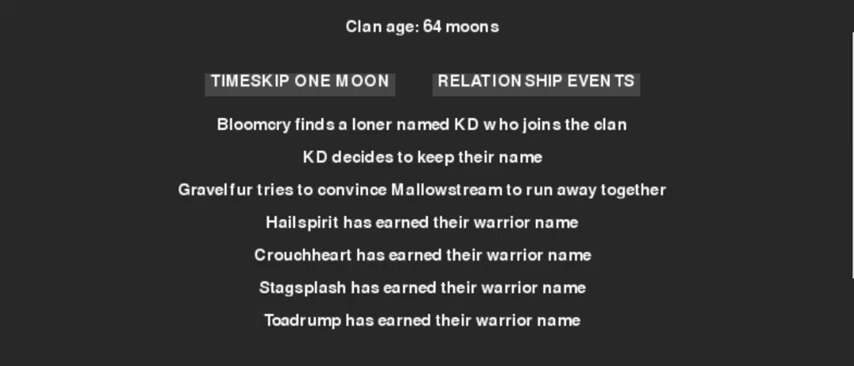 Clan age: 64 moons
TIMESKIP ONE MOON
RELATIONSHIP EVENTS
Bloomcry finds a loner named KD who joins the clan
KD decides to keep their name
Gravelfur tries to convince Mallowstream to run away together
Hailspirit has earned their warrior name
Crouchheart has earned their warrior name
Stagsplash has earned their warrior name
Toadrump has earned their warrior name